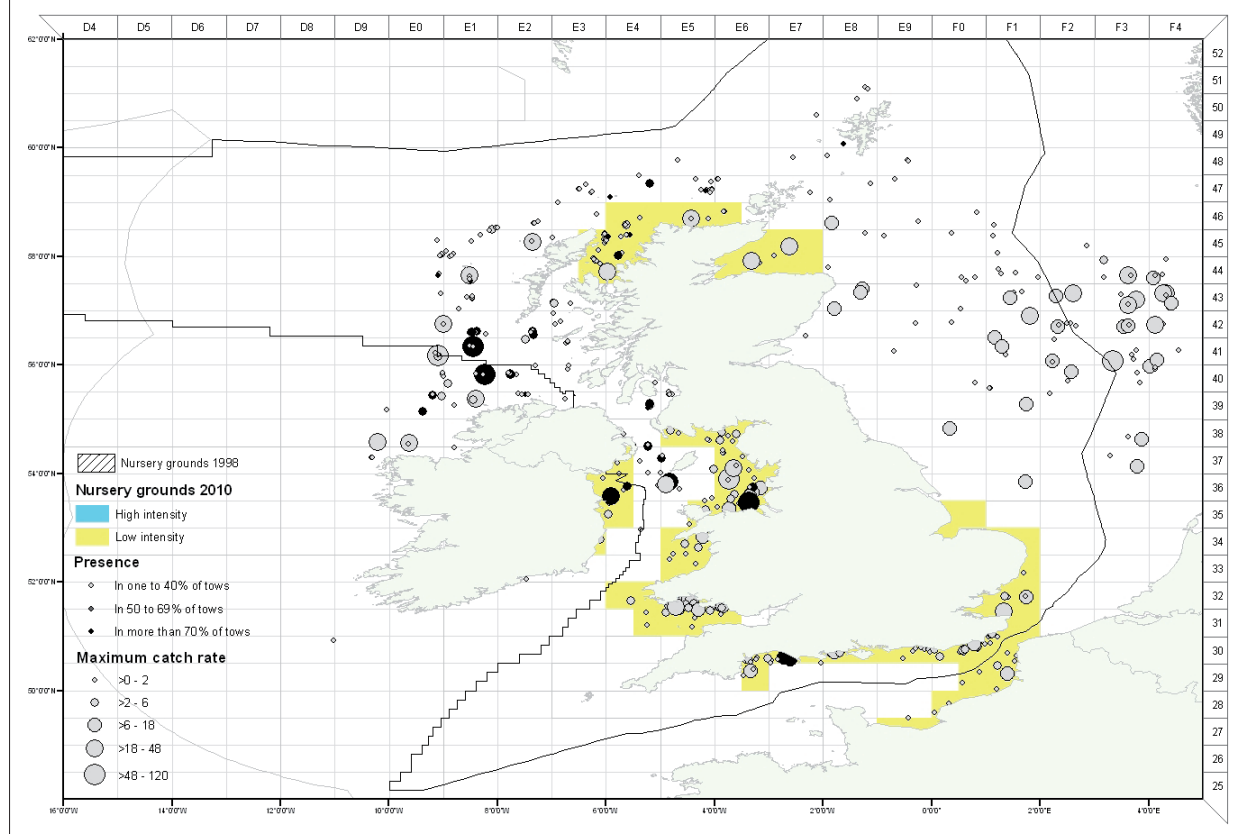 D4 D5 D6 D7 D8 D9 E0 E1 E2 E3 E4 E5 E6 E7 E8 E9 F0 F1 F2 F3 F4
62°0'0"N
52
51
50
49
60°0'0"N
48
47
46
45
58°0'0"N
44
43
42
41
56°0'0"N
40
39
38
37
54°0'0"N
36
35
34
33
52°0'0"N
32
31
30
50°0'0"N
29
28
27
26
25
Nursery grounds 1998
Nursery grounds 2010
High intensity
Low intensity
Presence
In one to 40% of tows
In 50 to 69% of tows
In more than 70% of tows
Maximum catch rate
>0 - 2
>2 - 6
>6 - 18
>18 - 48
>48 - 120
16°0'0"W 14°0'0"W 12°0'0"W 10°0'0"W 8°0'0"W 6°0'0"W 4°0'0"W 2°0'0"W 0°0'0" 2°0'0"E 4°0'0"E